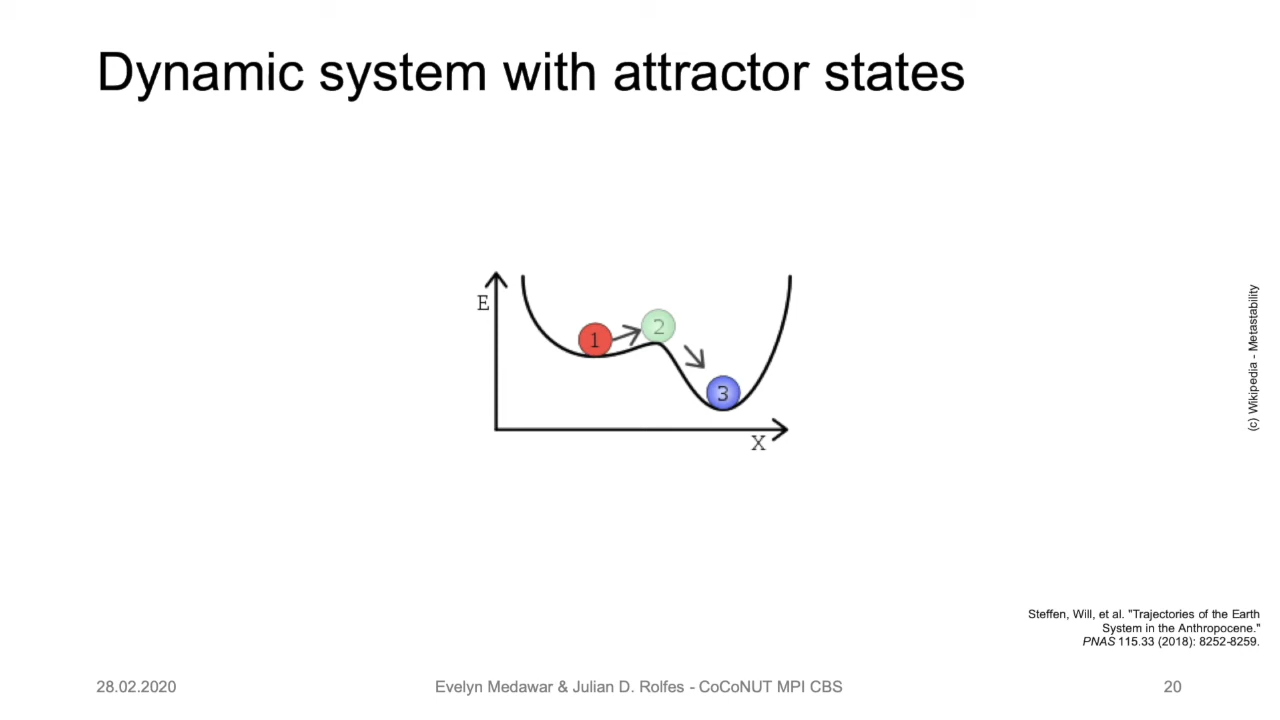 Dynamic system with attractor states
E
1
2
3
X
(c) Wikipedia - Metastability
Steffen, Will, et al. "Trajectories of the Earth
System in the Anthropocene."
PNAS 115.33 (2018): 8252-8259.
28.02.2020
Evelyn Medawar & Julian D. Rolfes - CoCoNUT MPI CBS
20